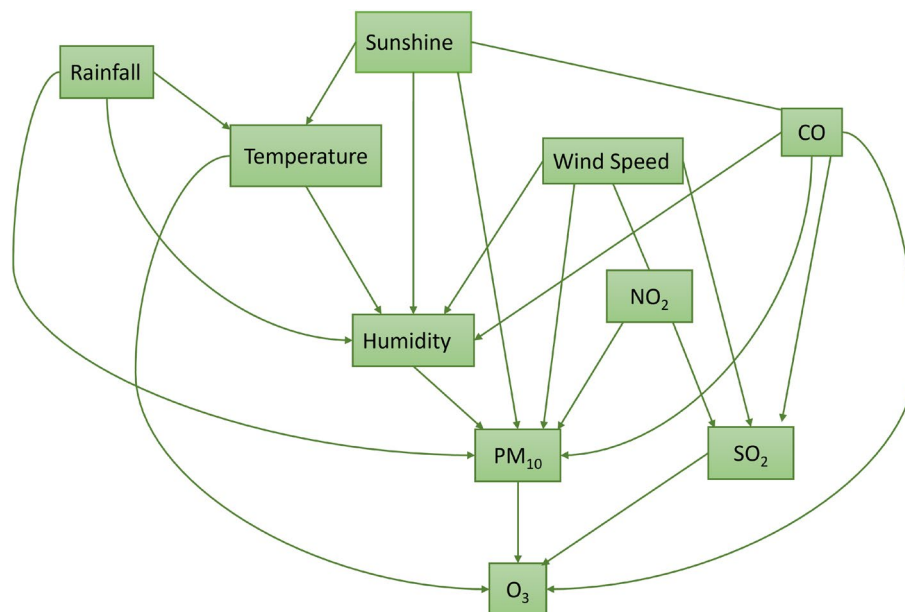 Sunshine
Rainfall
CO
Temperature
Wind Speed
NO₂
Humidity
PM₁₀
SO₂
O₃